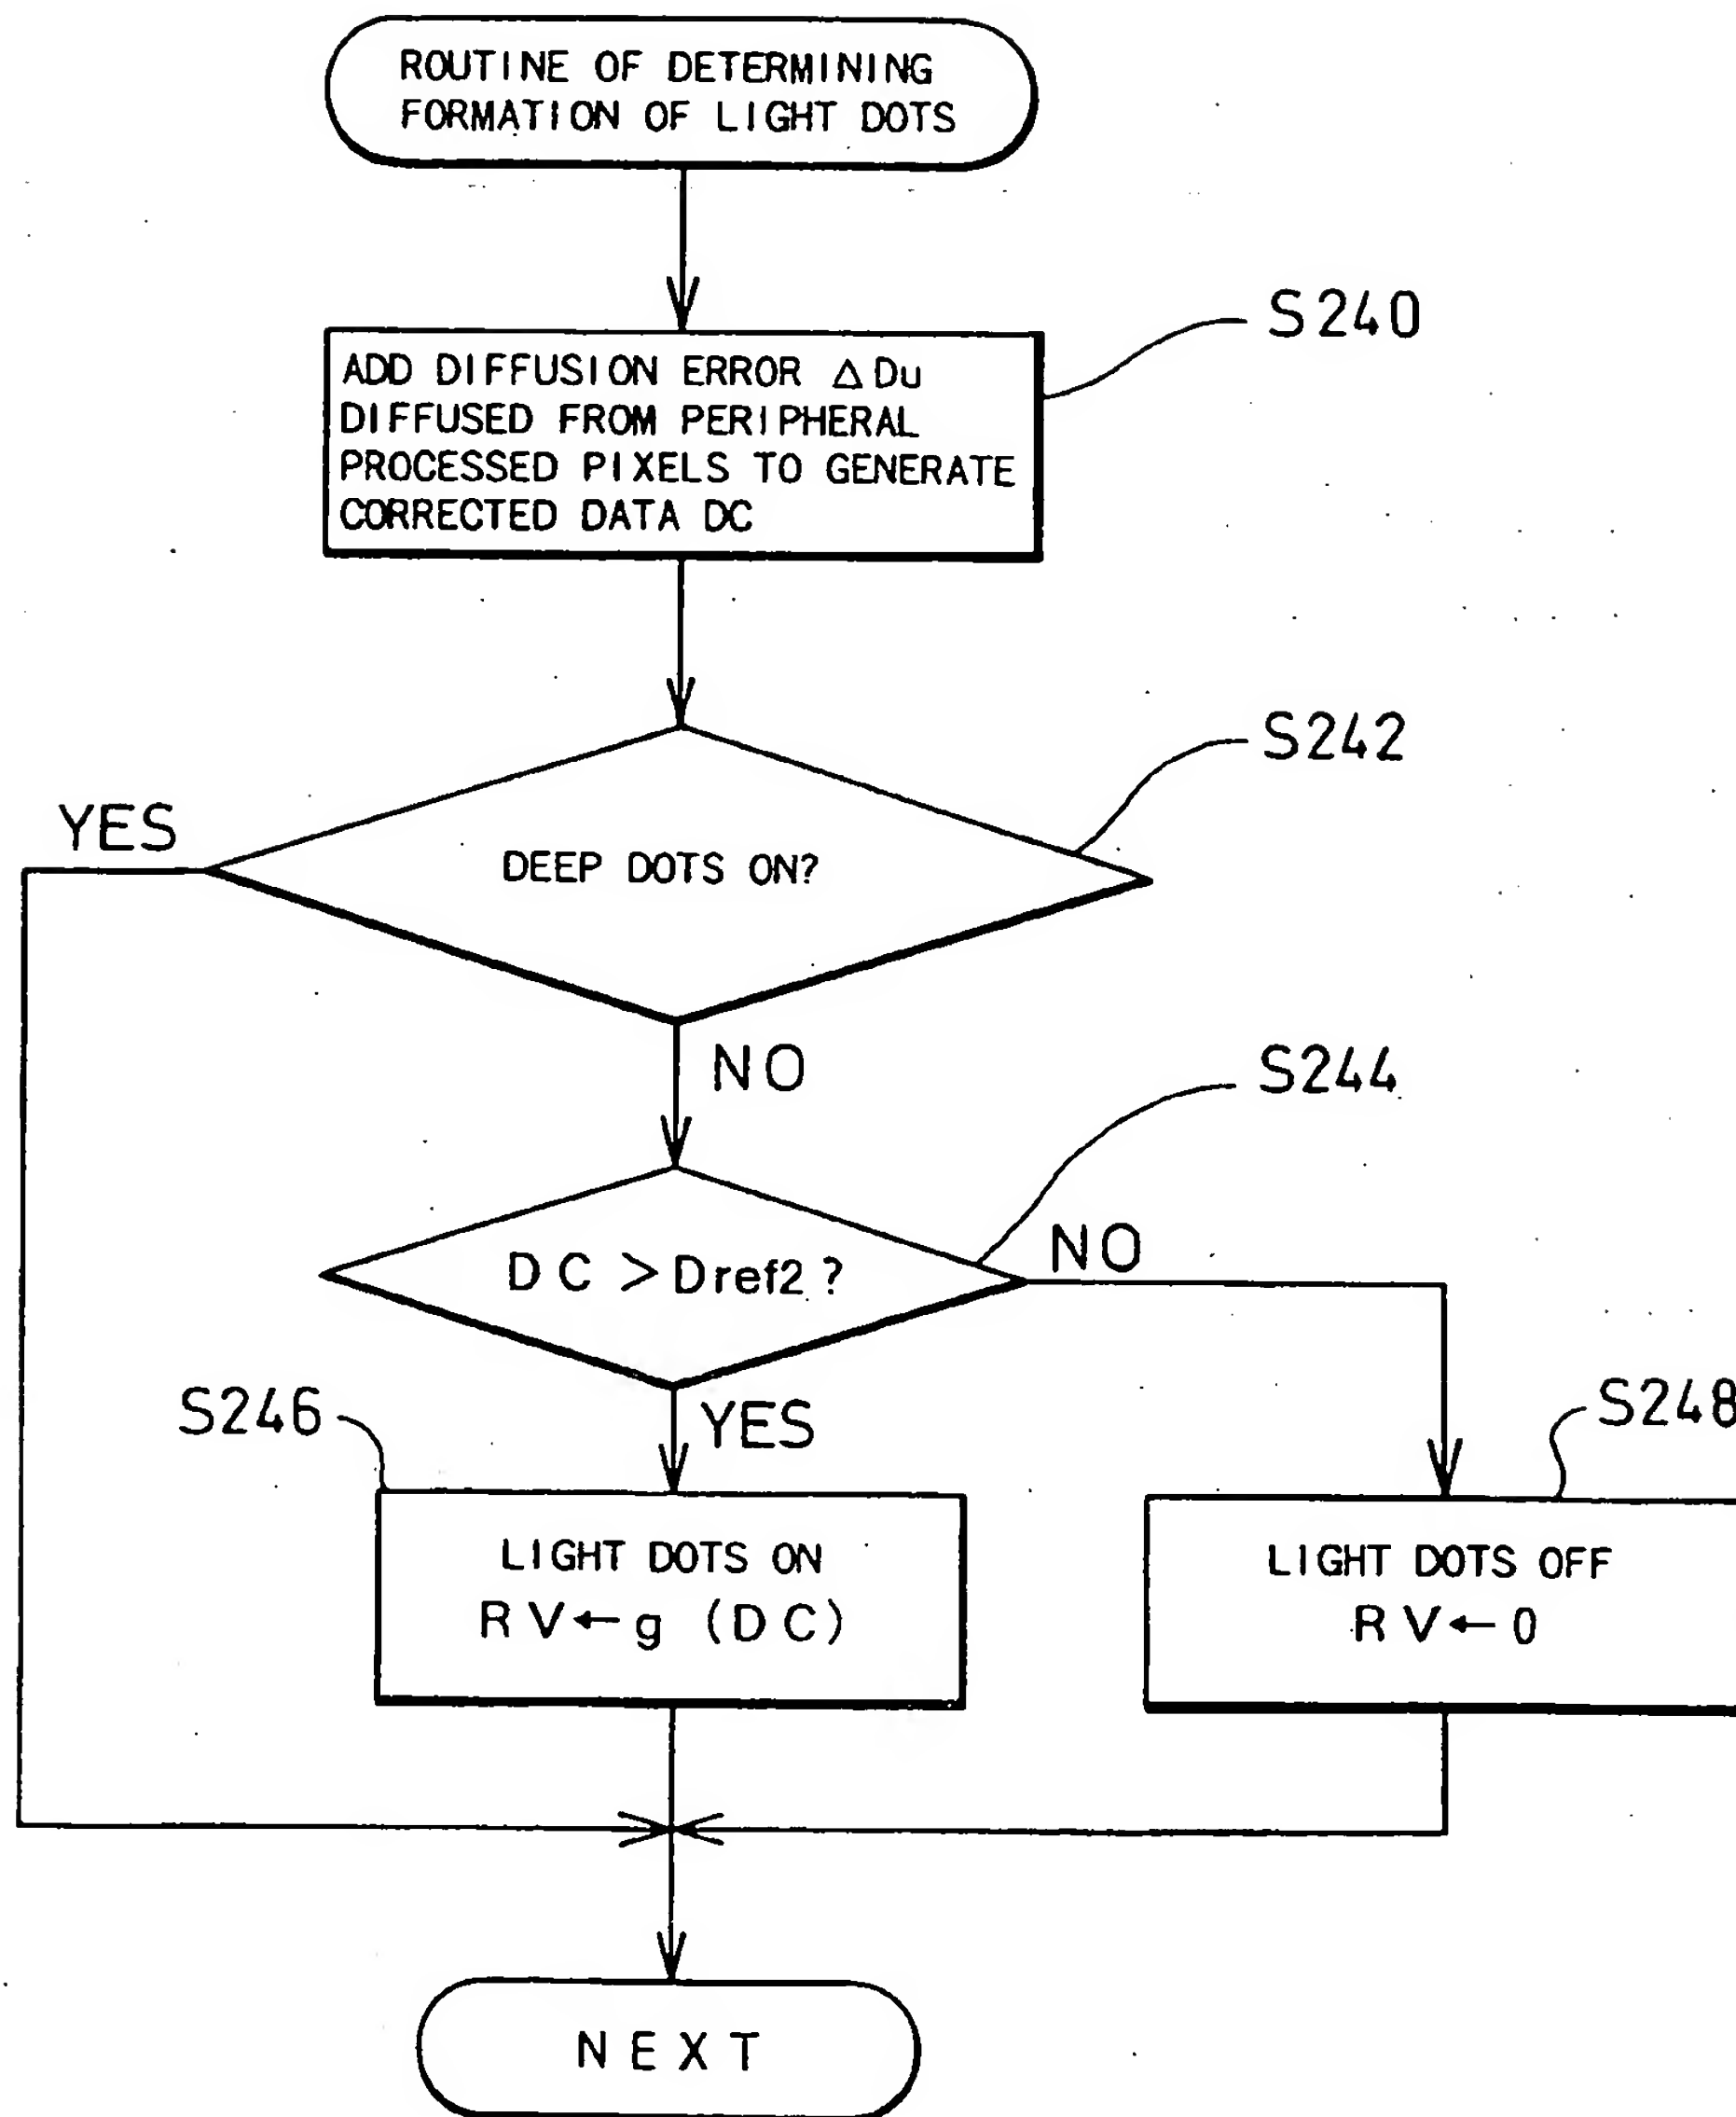 ROUTINE OF DETERMINING
FORMATION OF LIGHT DOTS
S240
ADD DIFFUSION ERROR △Du
DIFFUSED FROM PERIPHERAL
PROCESSED PIXELS TO GENERATE
CORRECTED DATA DC
S242
YES
DEEP DOTS ON?
NO
S244
DC > Dref2 ?
NO
S246
YES
S248
LIGHT DOTS ON
RV←g (DC)
LIGHT DOTS OFF
RV←0
NEXT